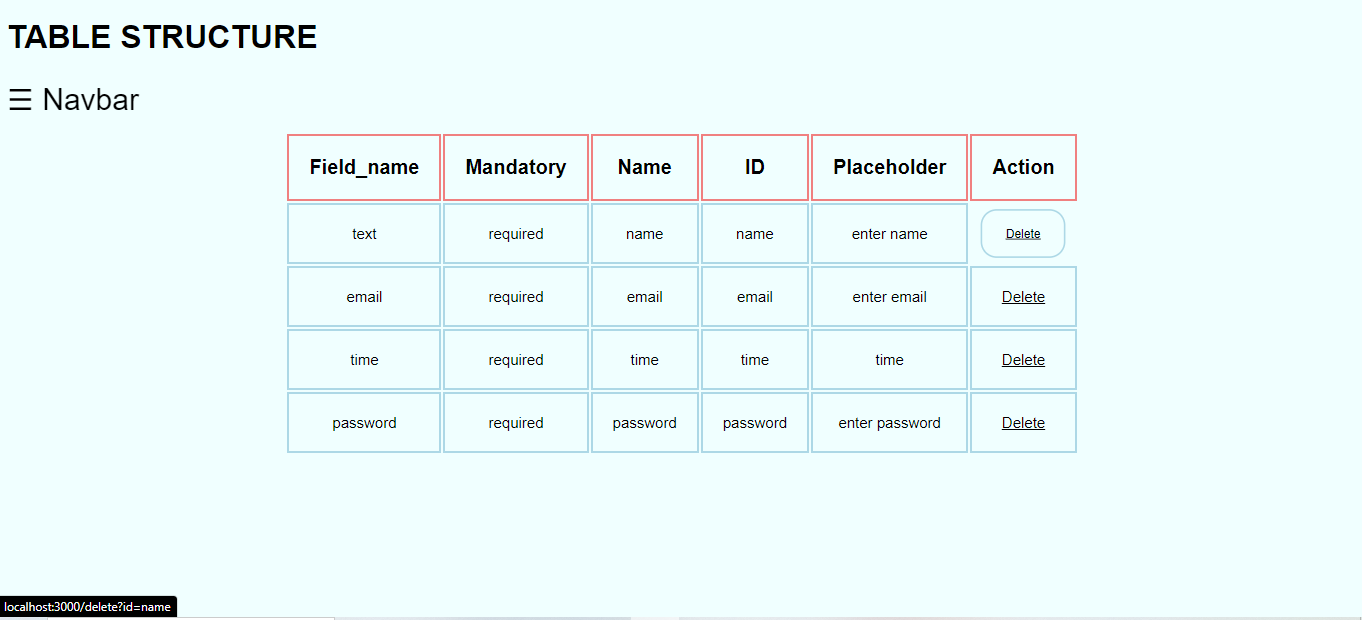 TABLE STRUCTURE
☰ Navbar
Field_name Mandatory Name ID Placeholder Action
text required name name enter name Delete
email required email email enter email Delete
time required time time time Delete
password required password password enter password Delete
localhost:3000/delete?id=name